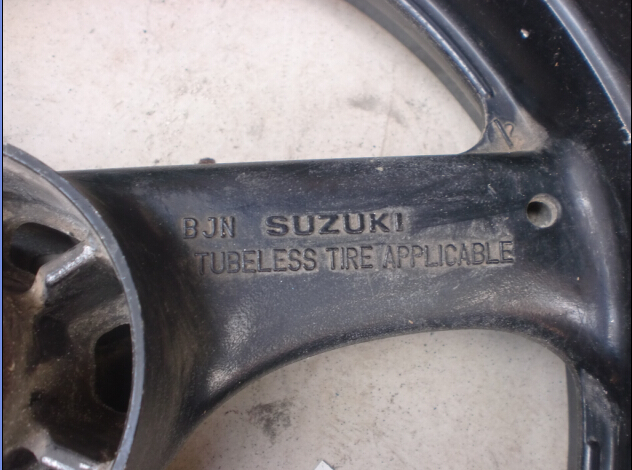 BJN SUZUKI
TUBELESS TIRE APPLICABLE